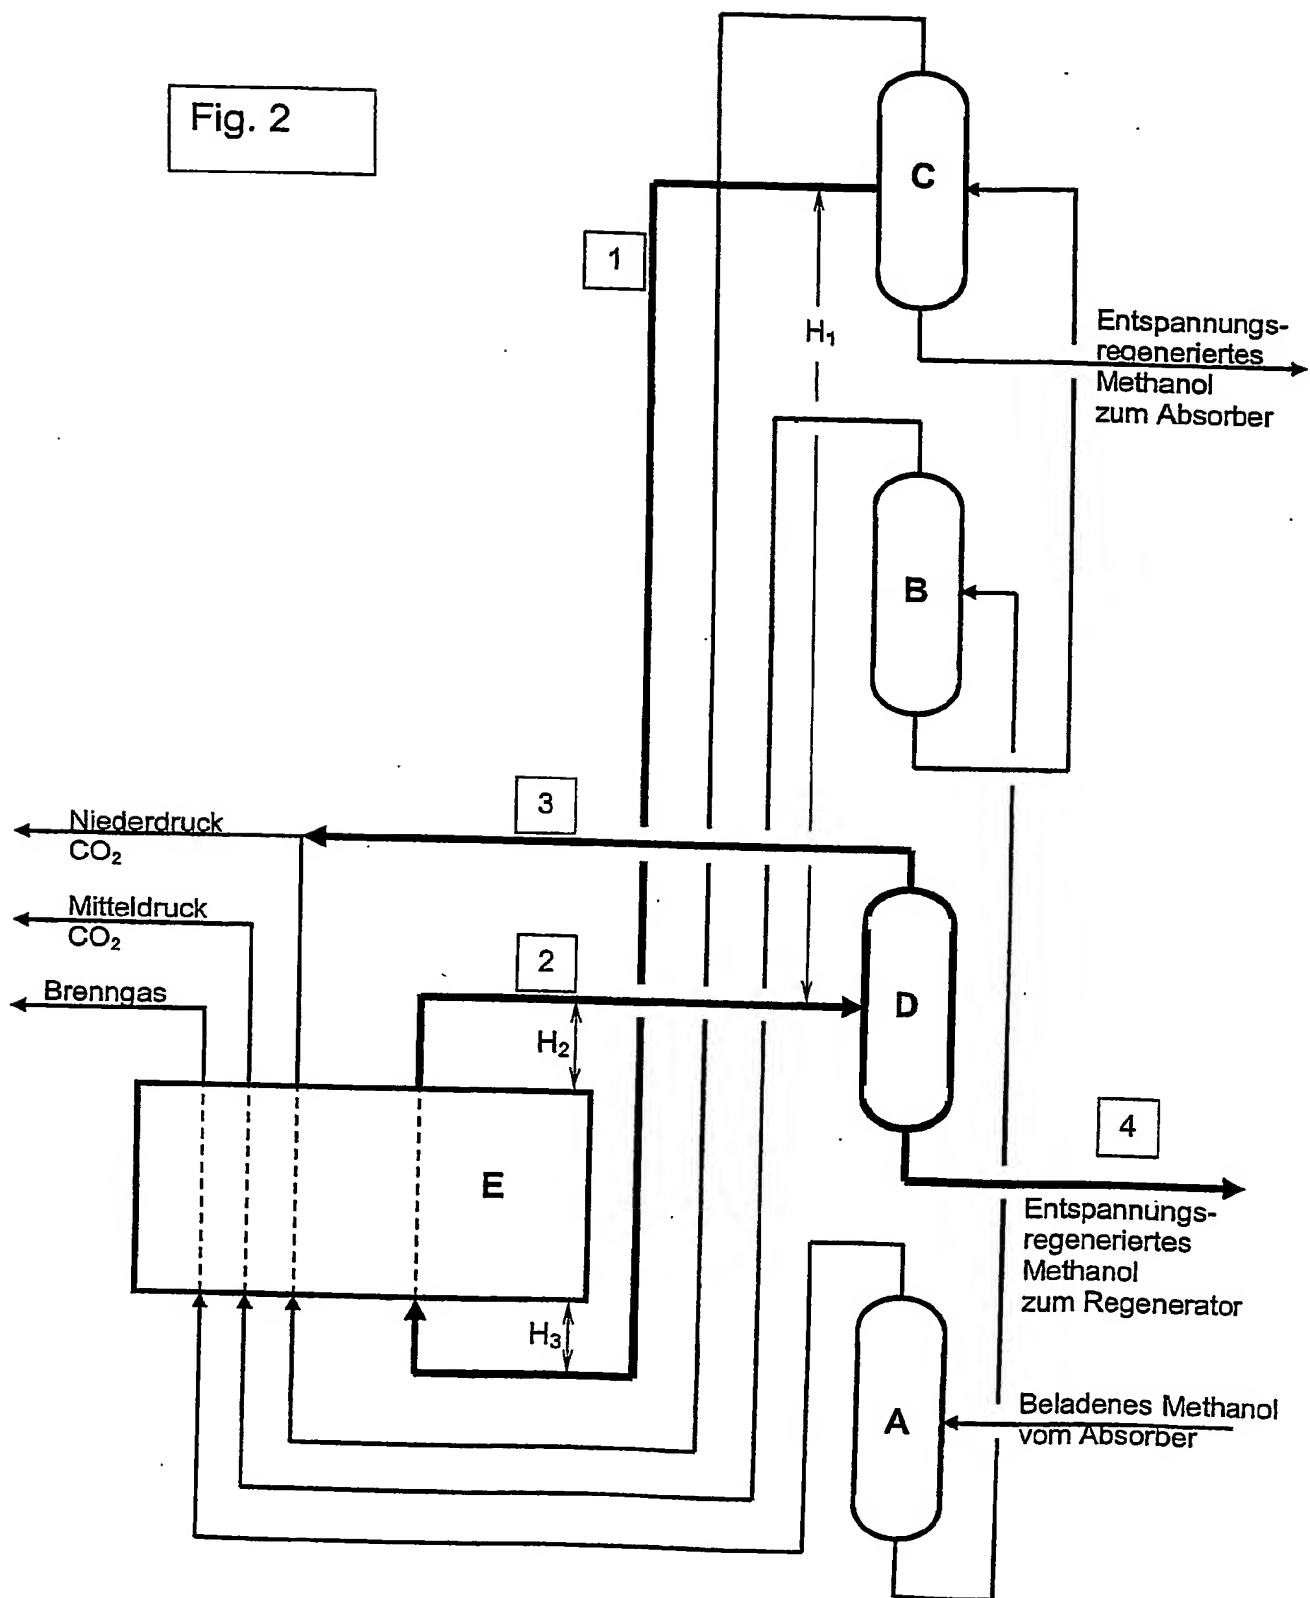 Fig. 2
C
1
H₁
Entspannungs-
regeneriertes
Methanol
zum Absorber
B
3
Niederdruck
CO₂
Mitteldruck
CO₂
2
Brenngas
D
H₂
4
E
Entspannungs-
regeneriertes
Methanol
zum Regenerator
H₃
A
Beladenes Methanol
vom Absorber